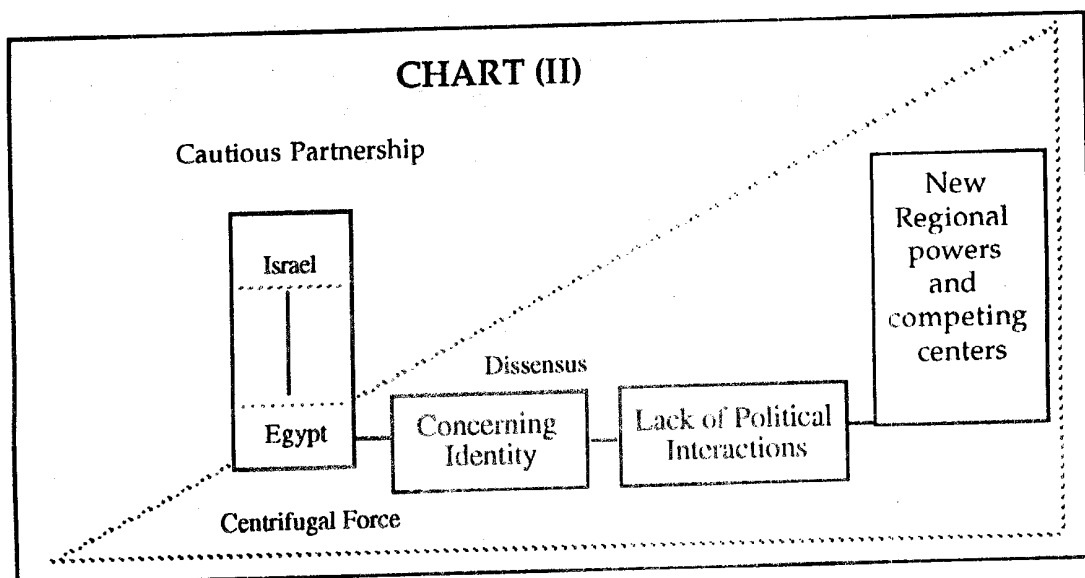 CHART (II)
Cautious Partnership
Israel
Egypt
Dissensus
Concerning
Identity
Lack of Political
Interactions
New
Regional
powers
and
competing
centers
Centrifugal Force